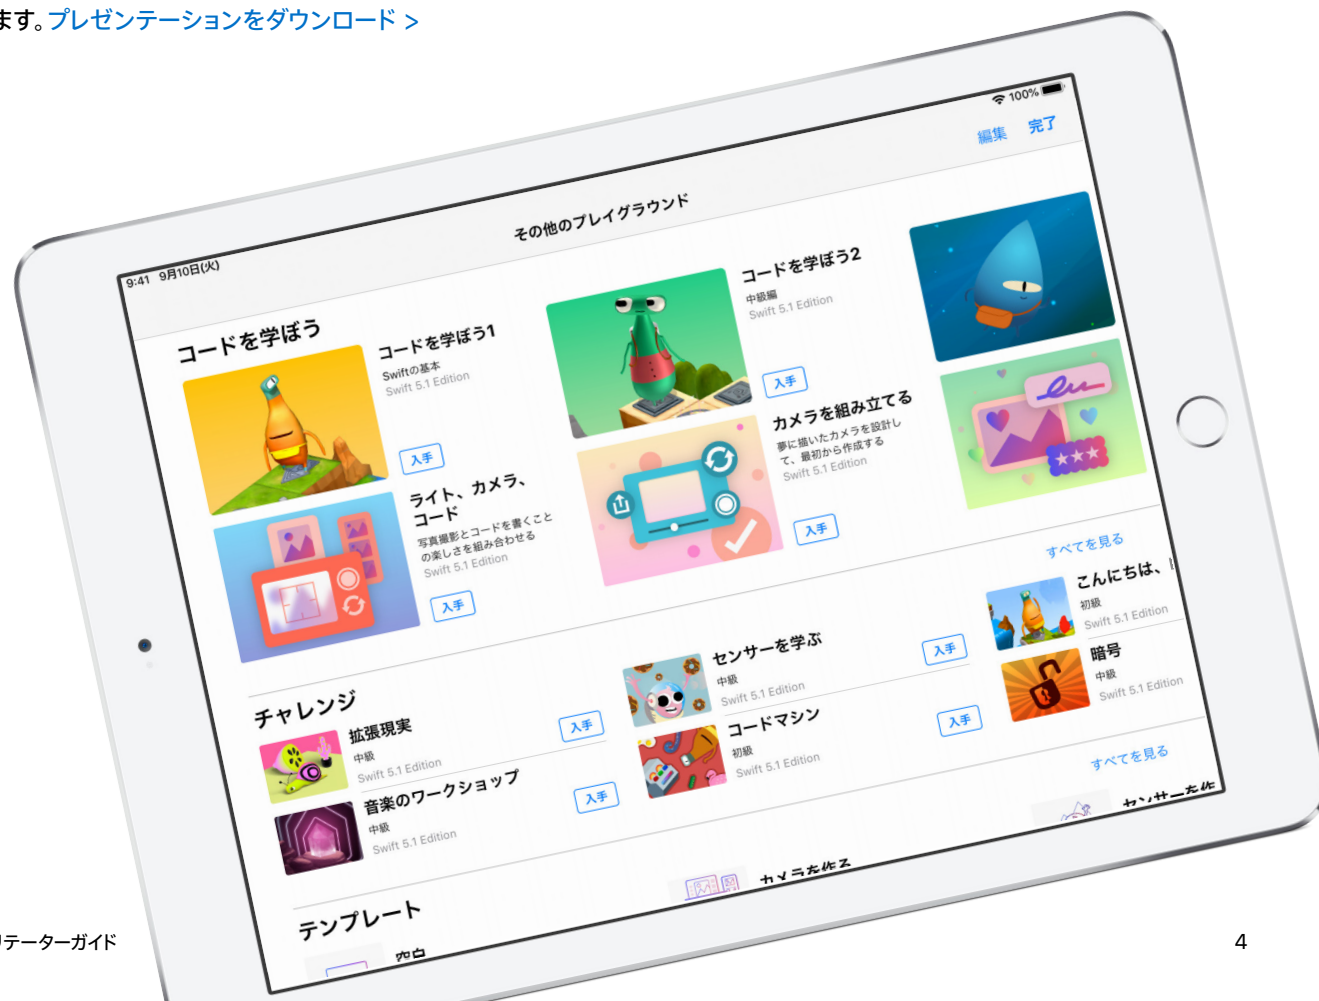 ます。プレゼンテーションをダウンロード >
9:41 9月10日(火)
100%
その他のプレイグラウンド
編集 完了
コードを学ぼう
コードを学ぼう1
Swiftの基本
Swift 5.1 Edition
入手
コードを学ぼう2
中級編
Swift 5.1 Edition
入手
ライト、カメラ、
コード
写真撮影とコードを書くこと
の楽しさを組み合わせる
Swift 5.1 Edition
入手
カメラを組み立てる
夢に描いたカメラを設計し
て、最初から作成する
Swift 5.1 Edition
入手
チャレンジ
すべてを見る
拡張現実
中級
Swift 5.1 Edition
入手
センサーを学ぶ
中級
Swift 5.1 Edition
入手
こんにちは、
初級
Swift 5.1 Edition
音楽のワークショップ
中級
Swift 5.1 Edition
入手
コードマシン
初級
Swift 5.1 Edition
入手
暗号
中級
Swift 5.1 Edition
テンプレート
すべてを見る
空白
カメラを作る
センサーを作
リテーターガイド
4